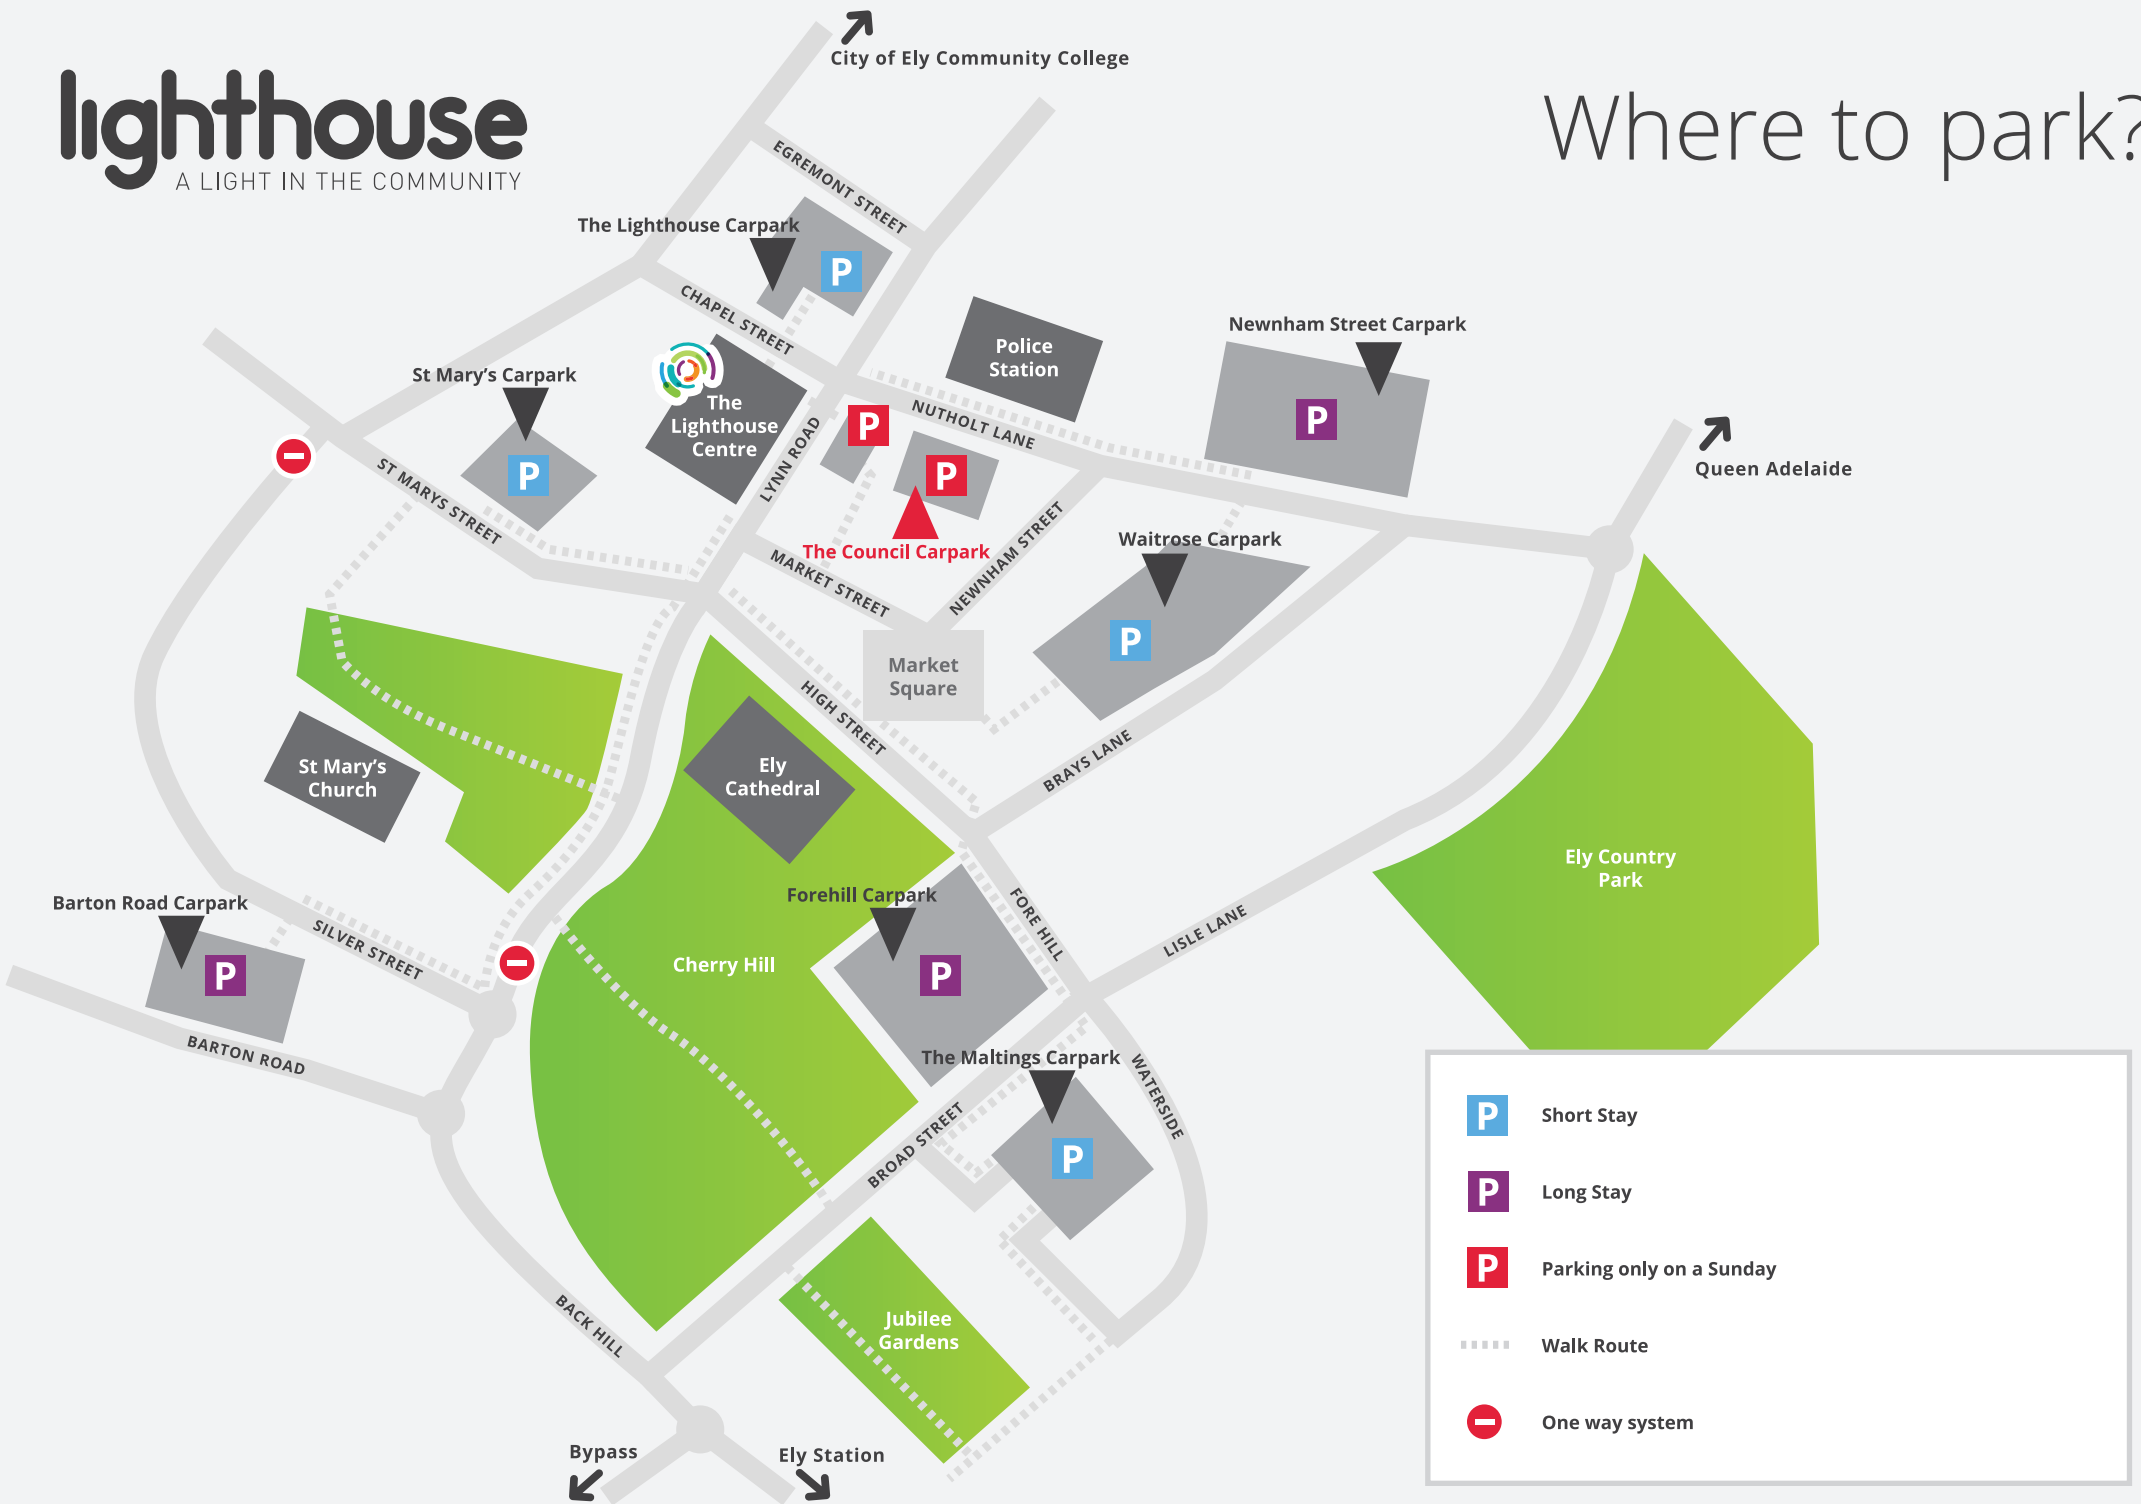 City of Ely Community College
lighthouse
A LIGHT IN THE COMMUNITY
Where to park?
EGREMONT STREET
The Lighthouse Carpark
P
CHAPEL STREET
Police
Station
Newnham Street Carpark
P
St Mary's Carpark
P
The
Lighthouse
Centre
LYNN ROAD
P
NUTHOLT LANE
P
The Council Carpark
Queen Adelaide
ST MARYS STREET
MARKET STREET
NEWNHAM STREET
Waitrose Carpark
P
Market
Square
HIGH STREET
BRAYS LANE
St Mary's
Church
Ely
Cathedral
Ely Country
Park
Barton Road Carpark
P
SILVER STREET
BARTON ROAD
Cherry Hill
Forehill Carpark
P
FORE HILL
LISLE LANE
The Maltings Carpark
P
WATERSIDE
BROAD STREET
BACK HILL
Jubilee
Gardens
Bypass
Ely Station
P Short Stay
P Long Stay
P Parking only on a Sunday
Walk Route
One way system